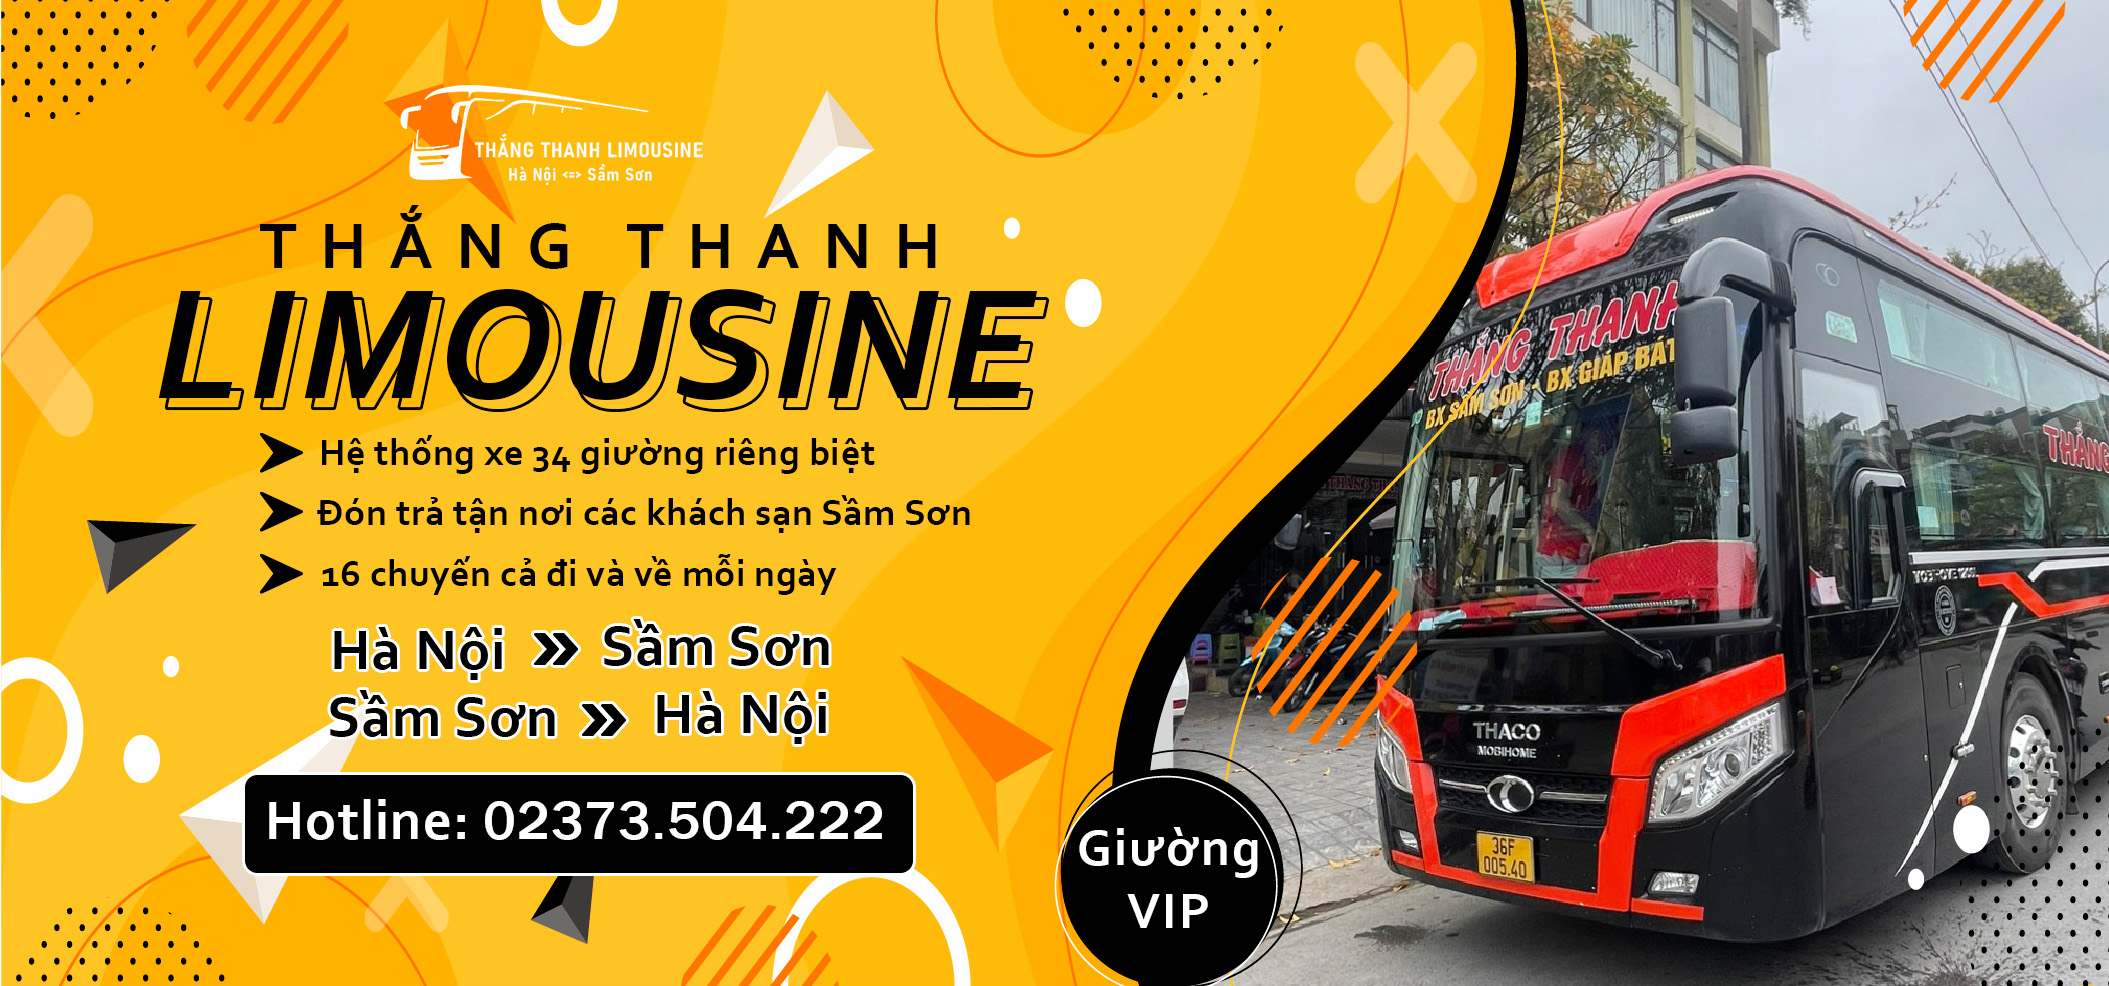 THẮNG THANH LIMOUSINE
Hà Nội <=> Sầm Sơn
THẮNG THANH
LIMOUSINE
Hệ thống xe 34 giường riêng biệt
Đón trả tận nơi các khách sạn Sầm Sơn
16 chuyến cả đi và về mỗi ngày
Hà Nội » Sầm Sơn
Sầm Sơn » Hà Nội
Hotline: 02373.504.222
Giường
VIP
THẮNG THANH
BX SẦM SƠN - BX GIÁP BÁT
THẮNG
THACO
MOBIHOME
36F
005.40